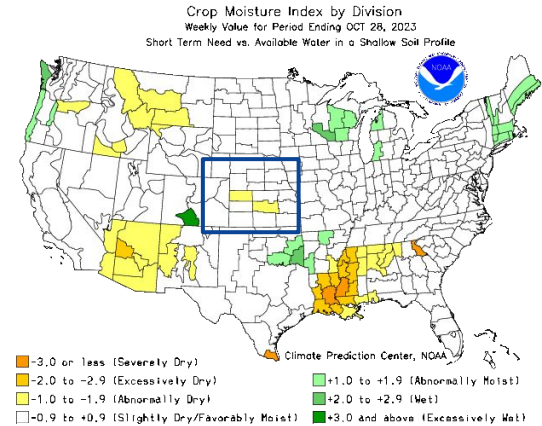 Crop Moisture Index by Division
Weekly Value for Period Ending OCT 28, 2023
Short Term Need vs. Available Water in a Shallow Soil Profile
NOAA
Climate Prediction Center, NOAA
-3.0 or less (Severely Dry)
-2.0 to -2.9 (Excessively Dry)
-1.0 to -1.9 (Abnormally Dry)
-0.9 to +0.9 (Slightly Dry/Favorably Moist)
+1.0 to +1.9 (Abnormally Moist)
+2.0 to +2.9 (Wet)
+3.0 and above (Excessively Wet)